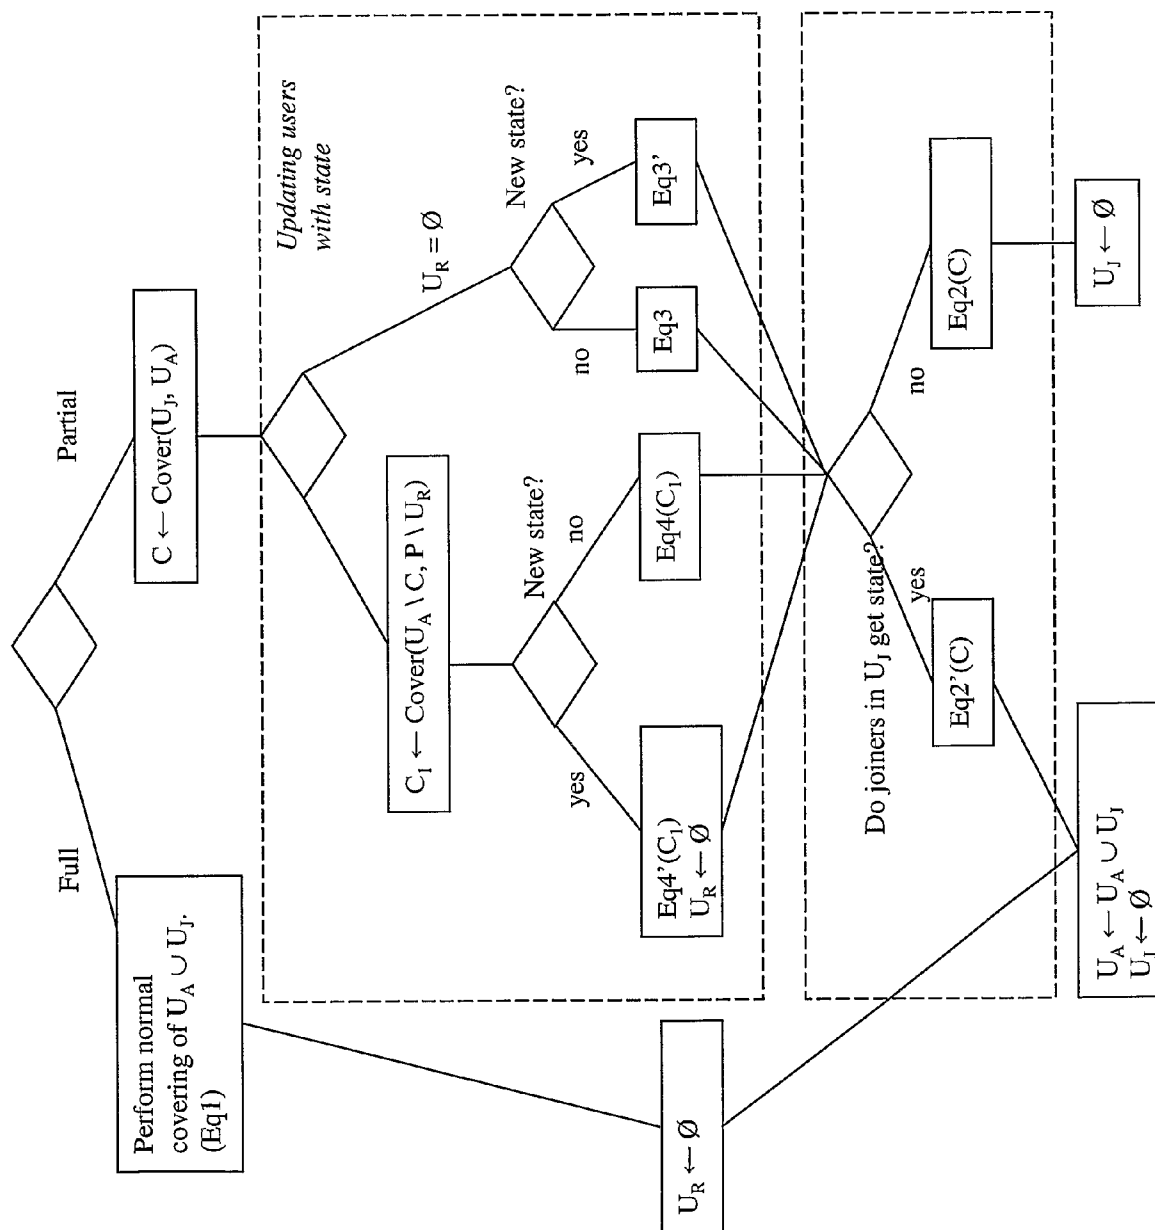 Full
Partial
Perform normal
covering of U_A ∪ U_J.
(Eq1)
C ← Cover(U_J, U_A)
Updating users
with state
U_R = Ø
C_1 ← Cover(U_A \ C, P \ U_R)
New state?
New state?
yes
no
no
yes
Eq4'(C_1)
U_R ← Ø
Eq4(C_1)
Eq3
Eq3'
U_R ← Ø
Do joiners in U_J get state?
yes
no
Eq2'(C)
Eq2(C)
U_A ← U_A ∪ U_J
U_J ← Ø
U_J ← Ø